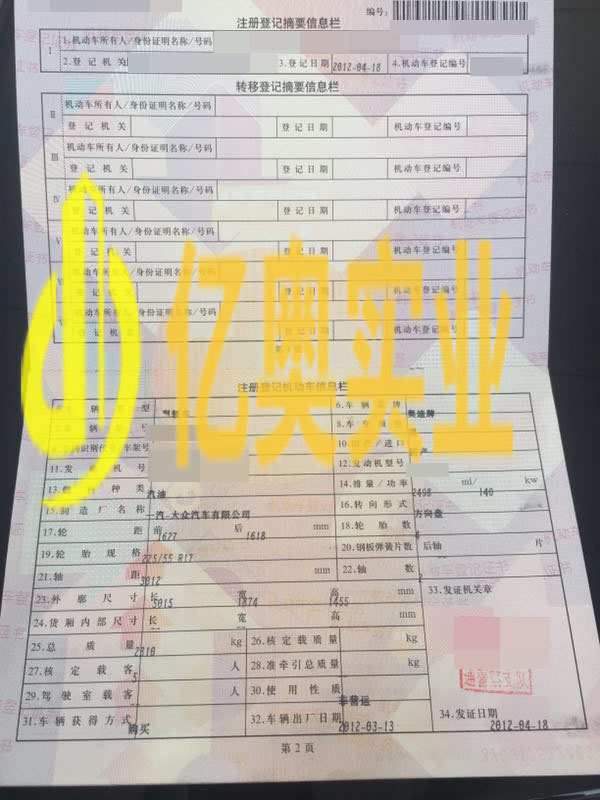 编号:
注册登记摘要信息栏
I 1.机动车所有人/身份证明名称/号码
2.登记机关 3.登记日期 2012-04-18 4.机动车登记编号
转移登记摘要信息栏
II 机动车所有人/身份证明名称/号码
登记机关 登记日期 机动车登记编号
III 机动车所有人/身份证明名称/号码
登记机关 登记日期 机动车登记编号
IV 机动车所有人/身份证明名称/号码
登记机关 登记日期 机动车登记编号
V 机动车所有人/身份证明名称/号码
登记机关 登记日期 机动车登记编号
机动车所有人/身份证明名称/号码
登记机关 登记日期 机动车登记编号
机动车所有人/身份证明名称/号码
登记机关 登记日期 机动车登记编号
亿奥实业
第1页
注册登记机动车信息栏
车辆类型 6.车辆品牌 奥迪牌
7.车辆型号 8.车身颜色
车辆识别代号/车架号 10.国产/进口
11.发动机号 12.发动机型号
13.燃料种类 汽油 14.排量/功率 2498 ml/ 140 kw
15.制造厂名称 一汽-大众汽车有限公司 16.转向形式 方向盘
17.轮距 前 1627 后 1618 mm 18.轮胎数 4
19.轮胎规格 225/55 R17 20.钢板弹簧片数 后轴 片
21.轴距 3012 mm 22.轴数 2
23.外廓尺寸 长 5015 宽 1874 高 1455 mm 33.发证机关章
24.货厢内部尺寸 长 宽 高 mm
25.总质量 2310 kg 26.核定载质量 kg
27.核定载客 5 人 28.准牵引总质量 kg
29.驾驶室载客 人 30.使用性质 非营运
31.车辆获得方式 购买 32.车辆出厂日期 2012-03-13 34.发证日期 2012-04-18
第2页